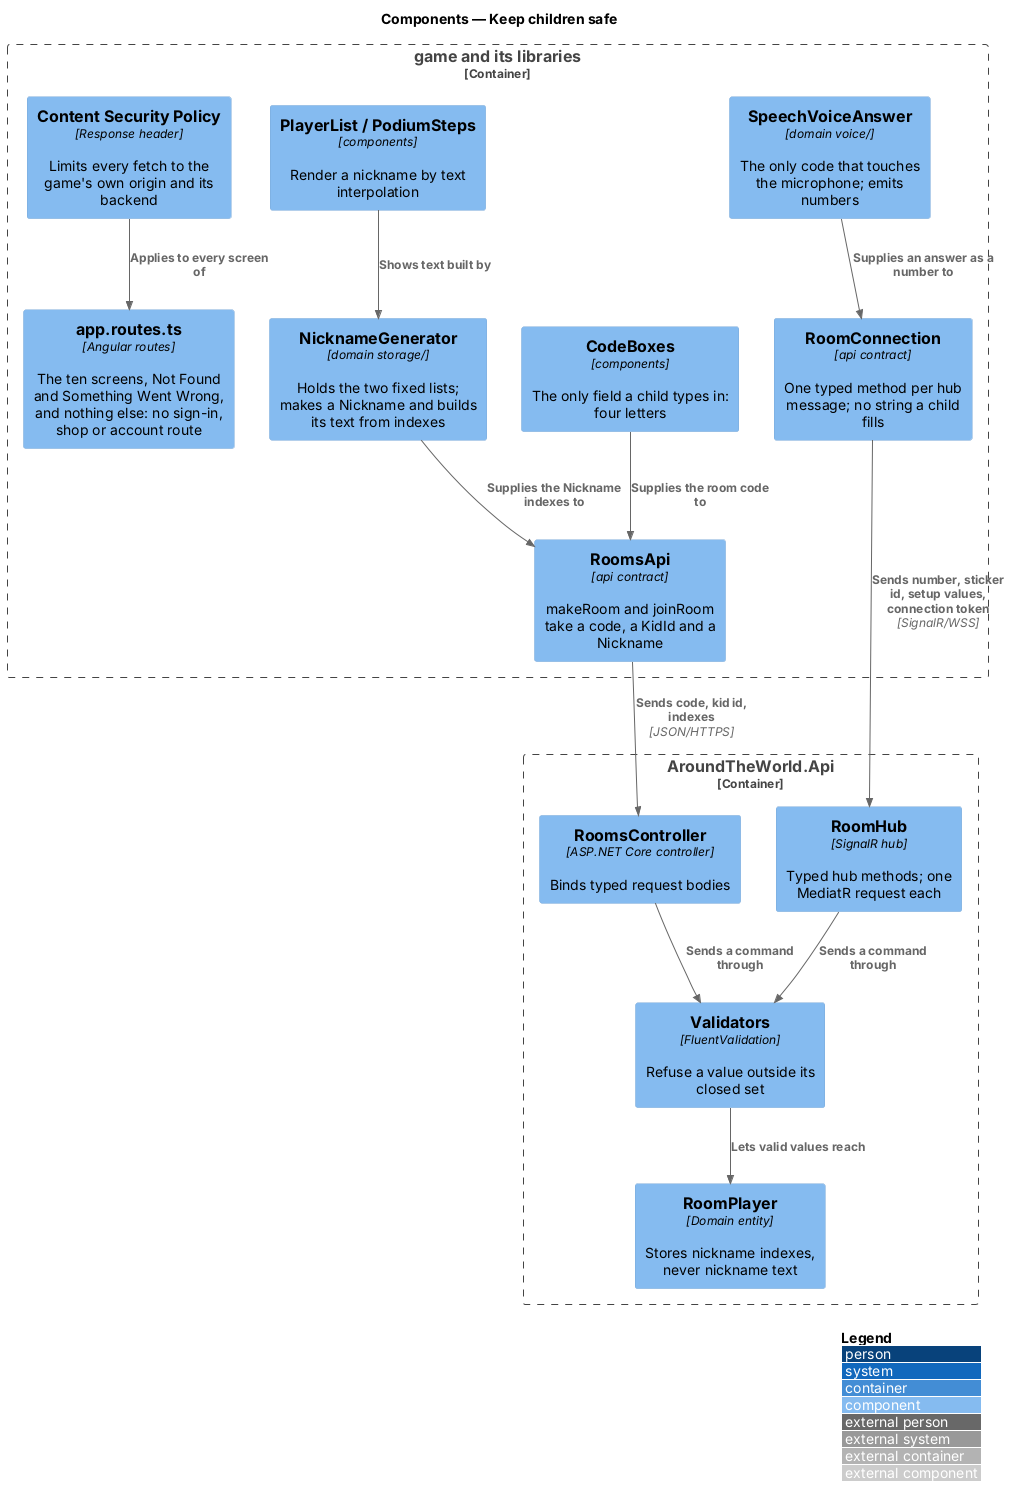 Components — Keep children safe
game and its libraries
[Container]
Content Security Policy
[Response header]
Limits every fetch to the
game's own origin and its
backend
PlayerList / PodiumSteps
[components]
Render a nickname by text
interpolation
SpeechVoiceAnswer
[domain voice/]
The only code that touches
the microphone; emits
numbers
Applies to every screen
of
Shows text built by
Supplies an answer as a
number to
app.routes.ts
[Angular routes]
The ten screens, Not Found
and Something Went Wrong,
and nothing else: no sign-in,
shop or account route
NicknameGenerator
[domain storage/]
Holds the two fixed lists;
makes a Nickname and builds
its text from indexes
CodeBoxes
[components]
The only field a child types in:
four letters
RoomConnection
[api contract]
One typed method per hub
message; no string a child
fills
Supplies the Nickname
indexes to
Supplies the room code
to
RoomsApi
[api contract]
makeRoom and joinRoom
take a code, a KidId and a
Nickname
Sends number, sticker
id, setup values,
connection token
[SignalR/WSS]
Sends code, kid id,
indexes
[JSON/HTTPS]
AroundTheWorld.Api
[Container]
RoomsController
[ASP.NET Core controller]
Binds typed request bodies
RoomHub
[SignalR hub]
Typed hub methods; one
MediatR request each
Sends a command
through
Sends a command
through
Validators
[FluentValidation]
Refuse a value outside its
closed set
Lets valid values reach
RoomPlayer
[Domain entity]
Stores nickname indexes,
never nickname text
Legend
person
system
container
component
external person
external system
external container
external component